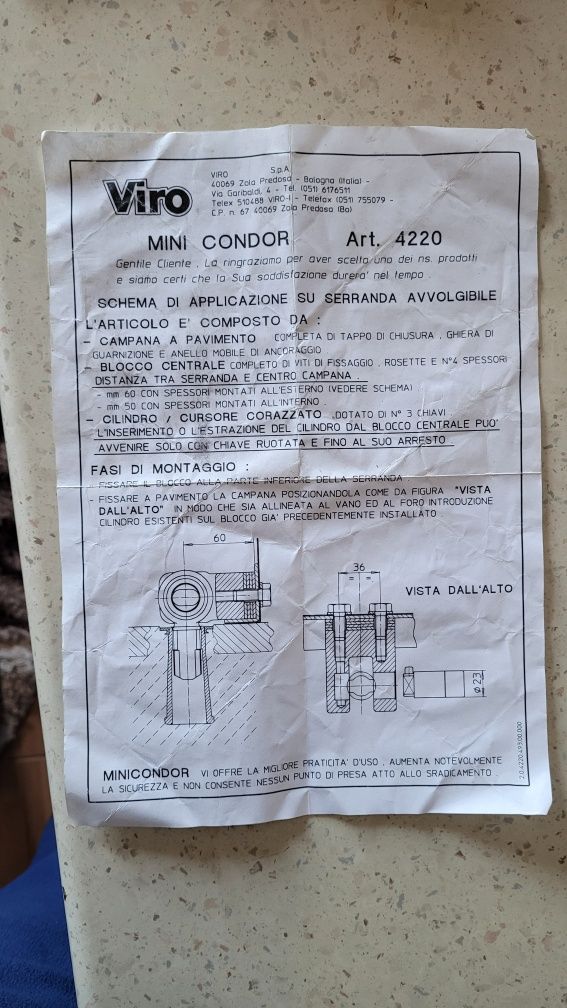 Viro
VIRO S.p.A.
40069 Zola Predosa - Bologna (Italia) -
Via Garibaldi, 4 - Tel. (051) 6176511
Telex 510488 VIRO-I - Telefax (051) 755079 -
C.P. n. 67 40069 Zola Predosa (Bo)
MINI CONDOR Art. 4220
Gentile Cliente , La ringraziamo per aver scelto uno dei ns. prodotti
e siamo certi che la Sua soddisfazione durera' nel tempo .
SCHEMA DI APPLICAZIONE SU SERRANDA AVVOLGIBILE
L'ARTICOLO E' COMPOSTO DA :
- CAMPANA A PAVIMENTO COMPLETA DI TAPPO DI CHIUSURA , GHIERA DI
GUARNIZIONE E ANELLO MOBILE DI ANCORAGGIO
- BLOCCO CENTRALE COMPLETO DI VITI DI FISSAGGIO , ROSETTE E N°4 SPESSORI
DISTANZA TRA SERRANDA E CENTRO CAMPANA .
- mm 60 CON SPESSORI MONTATI ALL'ESTERNO (VEDERE SCHEMA) .
- mm 50 CON SPESSORI MONTATI ALL'INTERNO .
- CILINDRO / CURSORE CORAZZATO .DOTATO DI N° 3 CHIAVI .
L'INSERIMENTO O L'ESTRAZIONE DEL CILINDRO DAL BLOCCO CENTRALE PUO'
AVVENIRE SOLO CON CHIAVE RUOTATA E FINO AL SUO ARRESTO
FASI DI MONTAGGIO :
- FISSARE IL BLOCCO ALLA PARTE INFERIORE DELLA SERRANDA .
- FISSARE A PAVIMENTO LA CAMPANA POSIZIONANDOLA COME DA FIGURA "VISTA
DALL'ALTO" IN MODO CHE SIA ALLINEATA AL VANO ED AL FORO INTRODUZIONE
CILINDRO ESISTENTI SUL BLOCCO GIA' PRECEDENTEMENTE INSTALLATO .
60
36
= =
VISTA DALL'ALTO
Ø 23
MINICONDOR VI OFFRE LA MIGLIORE PRATICITA' D'USO . AUMENTA NOTEVOLMENTE
LA SICUREZZA E NON CONSENTE NESSUN PUNTO DI PRESA ATTO ALLO SRADICAMENTO .